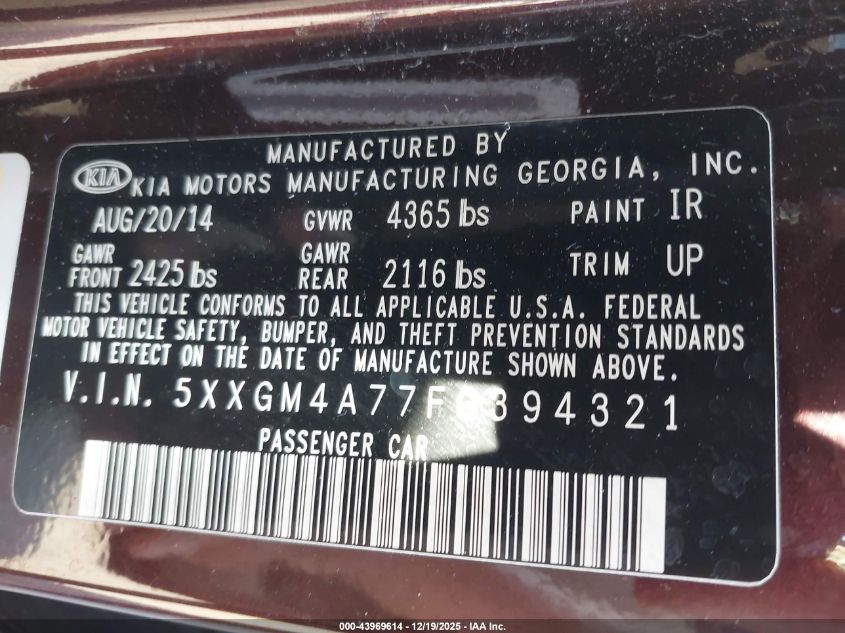 MANUFACTURED BY
KIA KIA MOTORS MANUFACTURING GEORGIA, INC.
AUG/20/14 GVWR 4365 lbs PAINT IR
GAWR GAWR
FRONT 2425 lbs REAR 2116 lbs TRIM UP
THIS VEHICLE CONFORMS TO ALL APPLICABLE U.S.A. FEDERAL
MOTOR VEHICLE SAFETY, BUMPER, AND THEFT PREVENTION STANDARDS
IN EFFECT ON THE DATE OF MANUFACTURE SHOWN ABOVE.
V.I.N. 5XXGM4A77FG394321
PASSENGER CAR
000-43969614 - 12/19/2025 - IAA Inc.